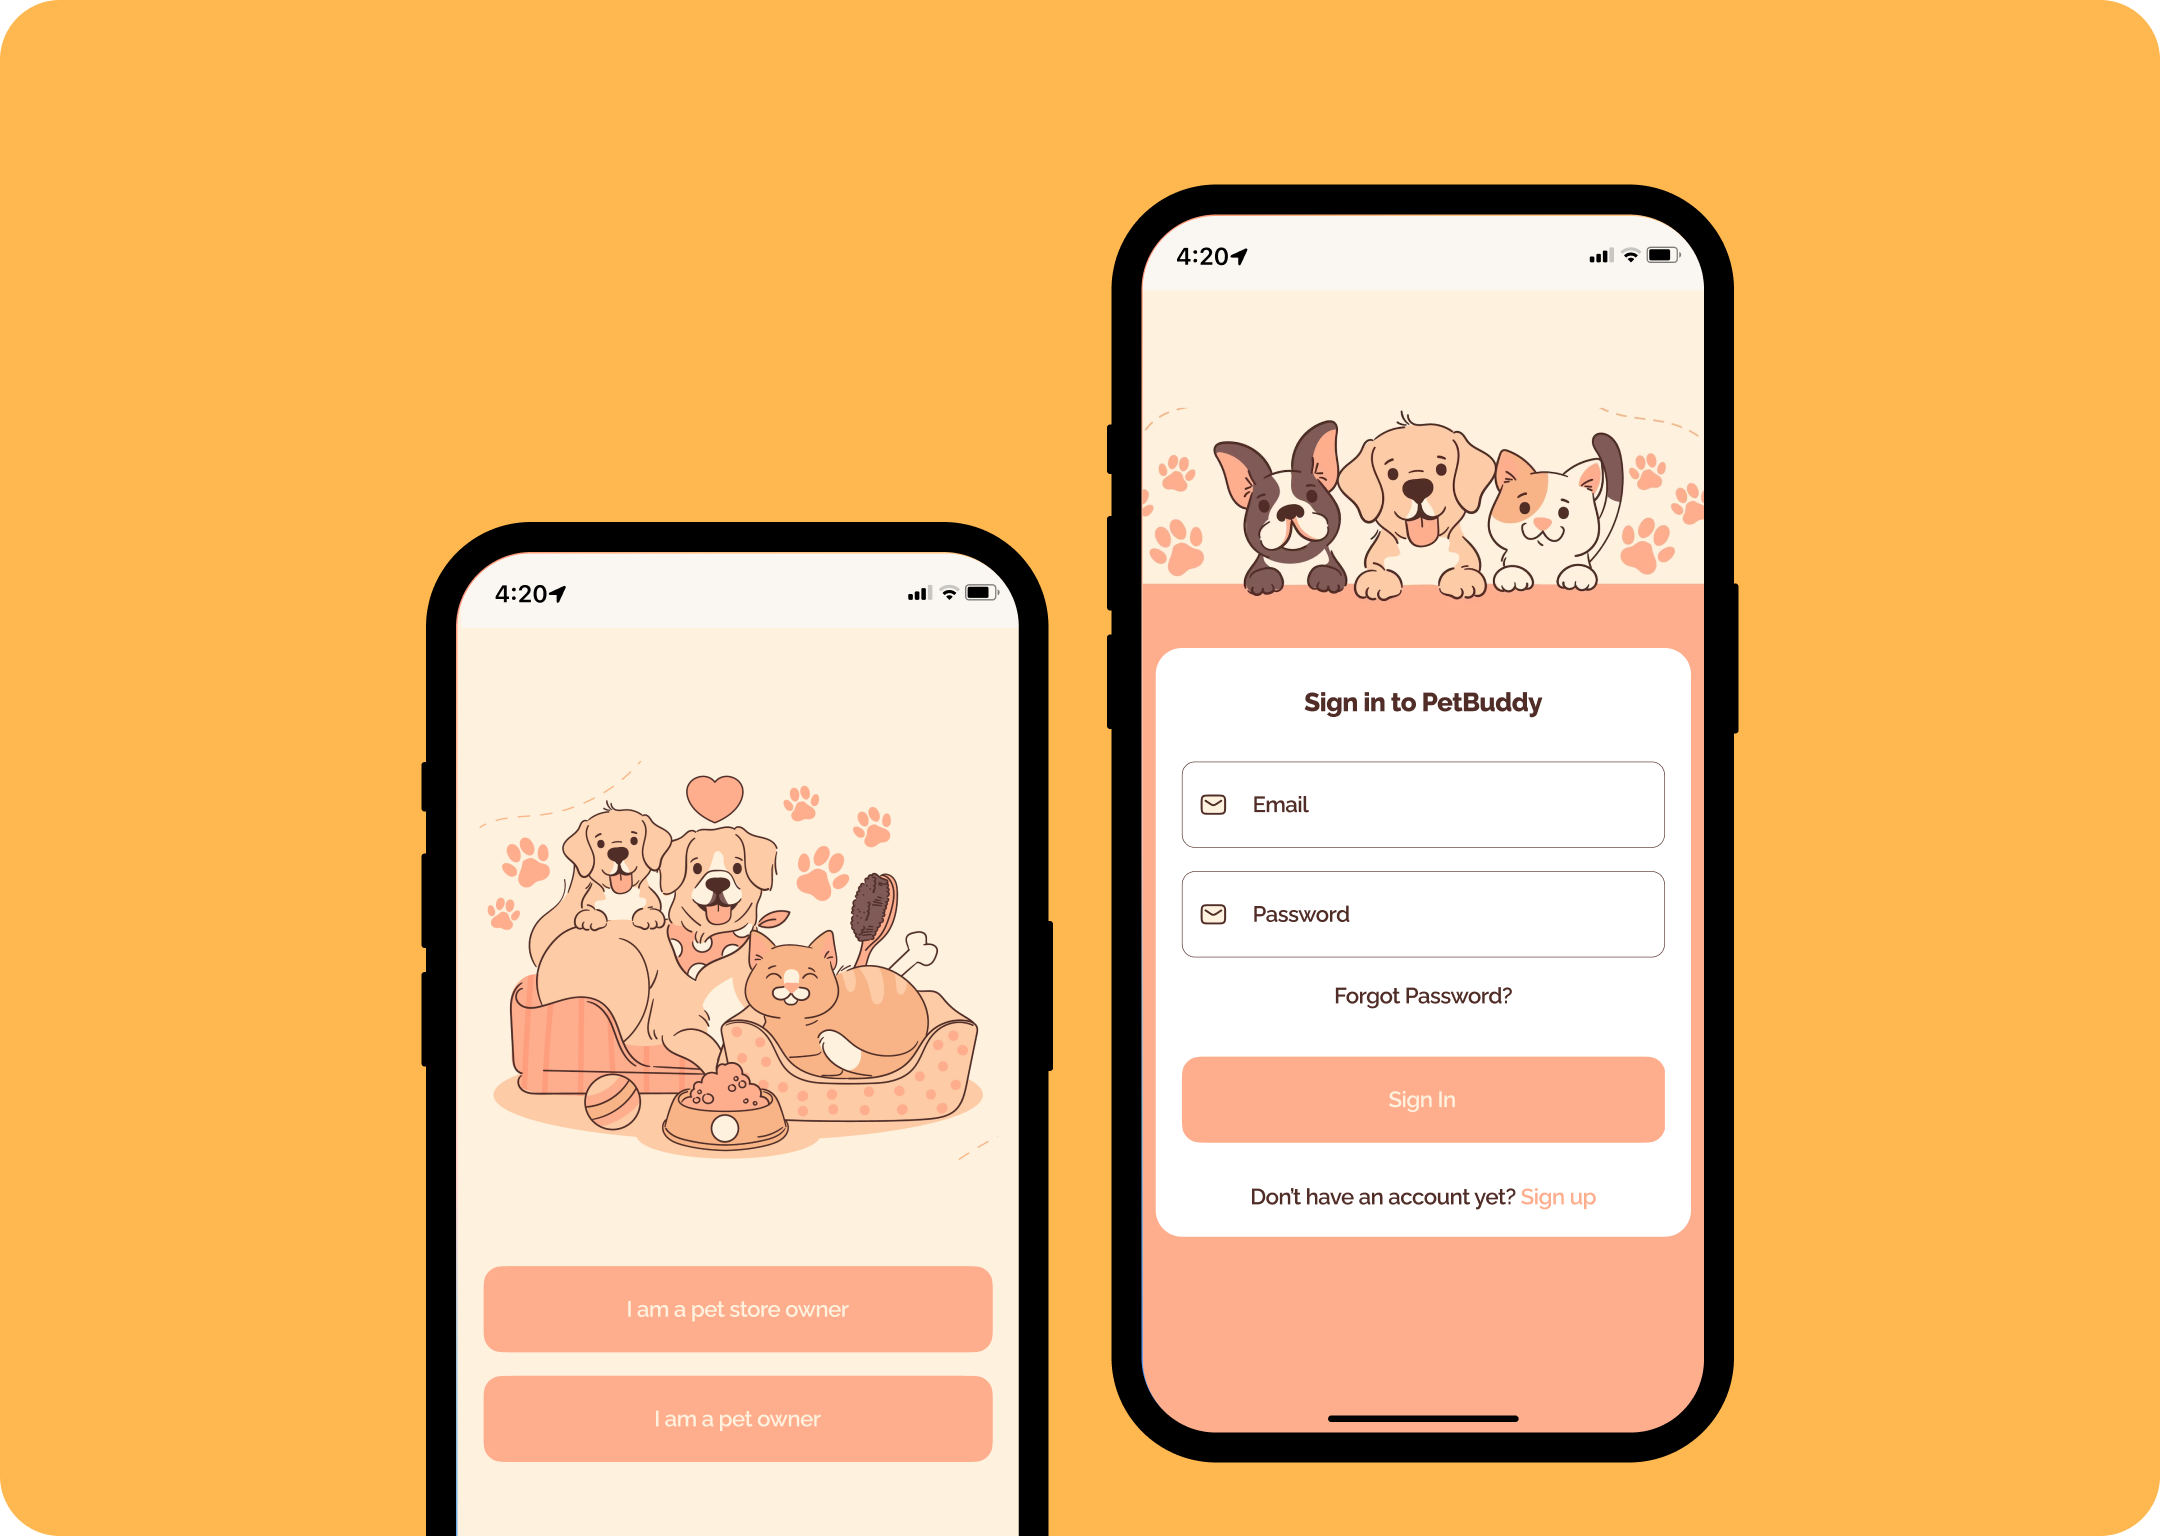 4:20
I am a pet store owner
I am a pet owner
4:20
Sign in to PetBuddy
Email
Password
Forgot Password?
Sign In
Don't have an account yet? Sign up